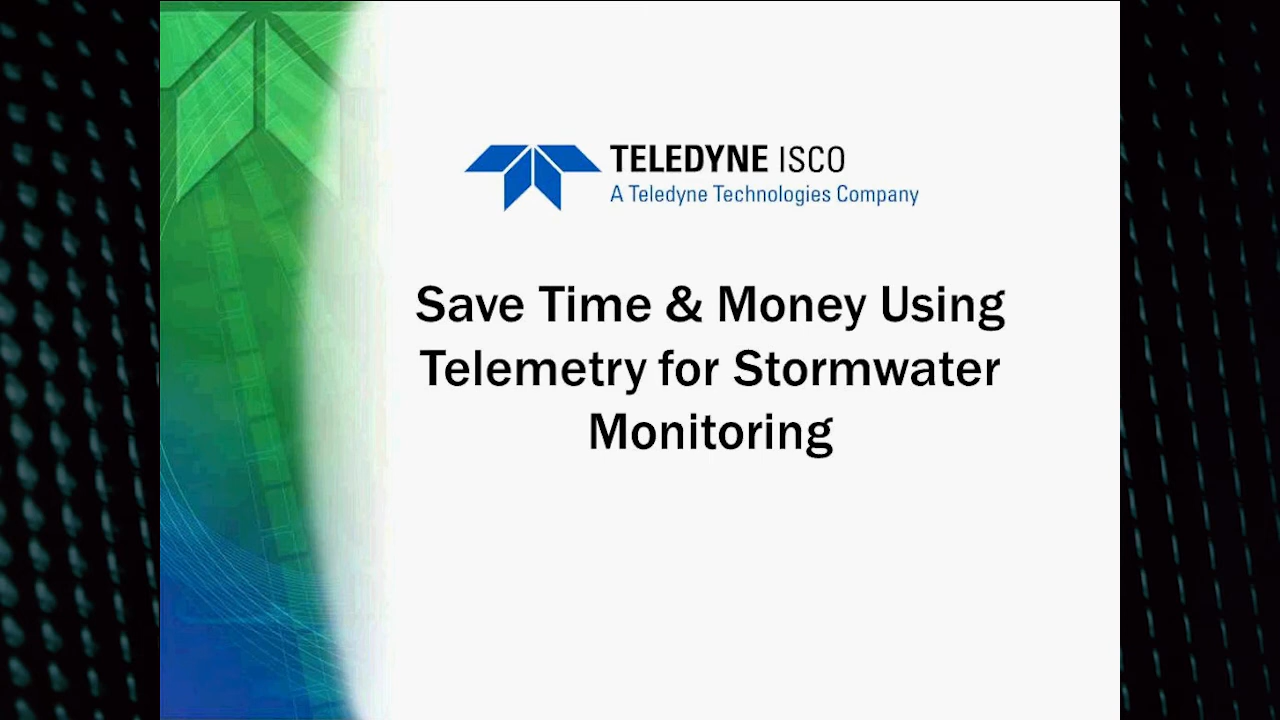 TELEDYNE ISCO
A Teledyne Technologies Company
Save Time & Money Using
Telemetry for Stormwater
Monitoring